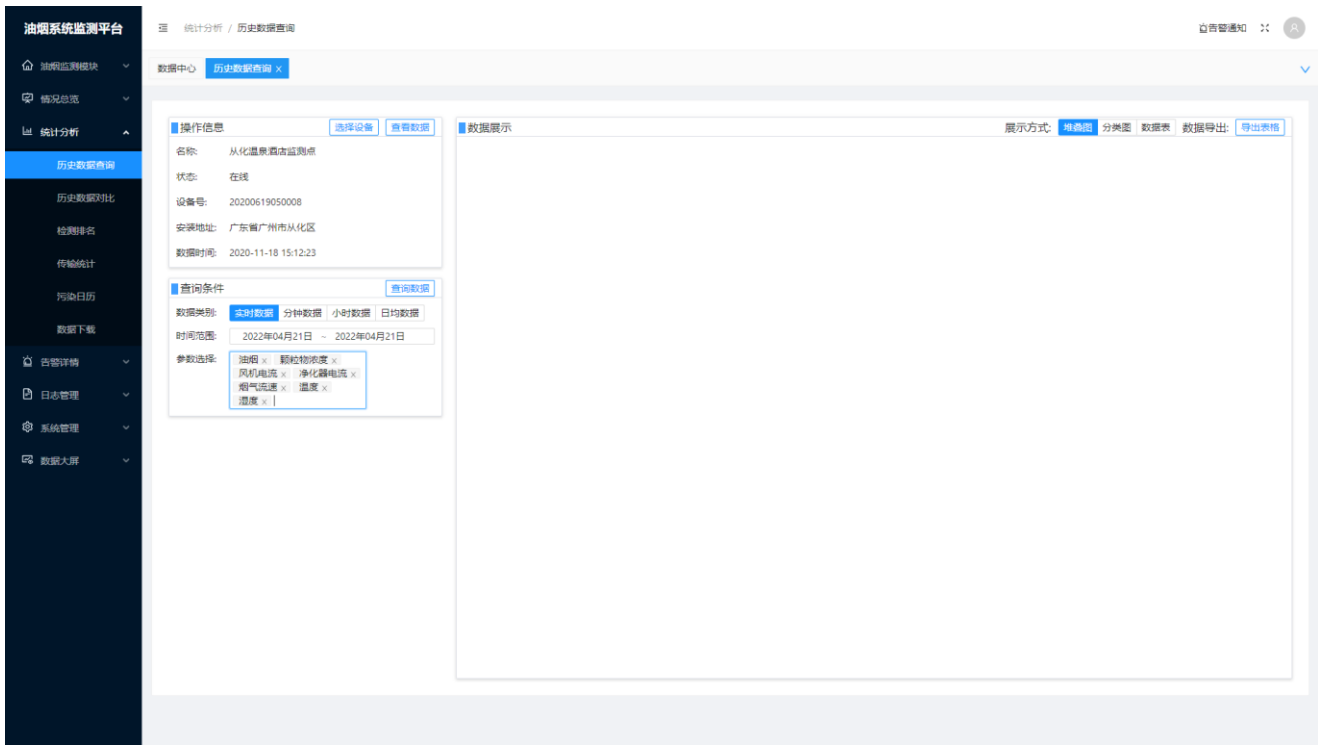 油烟系统监测平台
统计分析 / 历史数据查询
告警通知
油烟监测模块
情况总览
统计分析
历史数据查询
历史数据对比
检测排名
传输统计
污染日历
数据下载
告警详情
日志管理
系统管理
数据大屏
数据中心 历史数据查询 ×
操作信息 选择设备 查看数据
名称: 从化温泉酒店监测点
状态: 在线
设备号: 20200619050008
安装地址: 广东省广州市从化区
数据时间: 2020-11-18 15:12:23
查询条件 查询数据
数据类别: 实时数据 分钟数据 小时数据 日均数据
时间范围: 2022年04月21日 ~ 2022年04月21日
参数选择: 油烟 × 颗粒物浓度 ×
风机电流 × 净化器电流 ×
烟气流速 × 温度 ×
湿度 ×
数据展示 展示方式: 堆叠图 分类图 数据表 数据导出: 导出表格